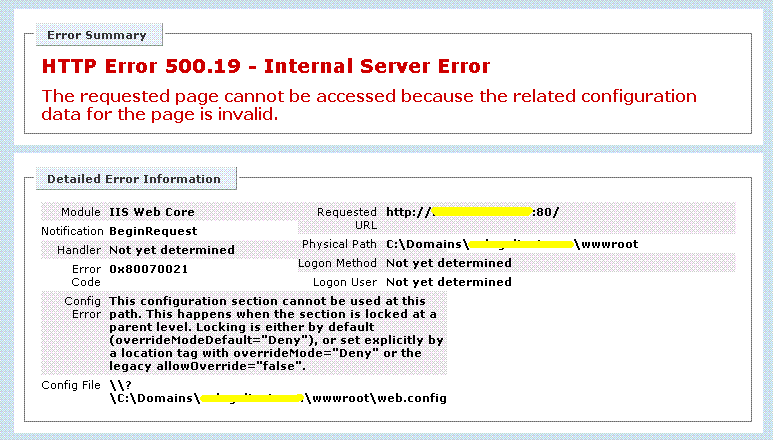 Error Summary
HTTP Error 500.19 - Internal Server Error
The requested page cannot be accessed because the related configuration
data for the page is invalid.
Detailed Error Information
Module IIS Web Core
Notification BeginRequest
Handler Not yet determined
Error 0x80070021
Code
Config This configuration section cannot be used at this
Error path. This happens when the section is locked at a
parent level. Locking is either by default
(overrideModeDefault="Deny"), or set explicitly by
a location tag with overrideMode="Deny" or the
legacy allowOverride="false".
Config File \\?
\C:\Domains\ \wwwroot\web.config
Requested http:// :80/
URL
Physical Path C:\Domains\ \wwwroot
Logon Method Not yet determined
Logon User Not yet determined